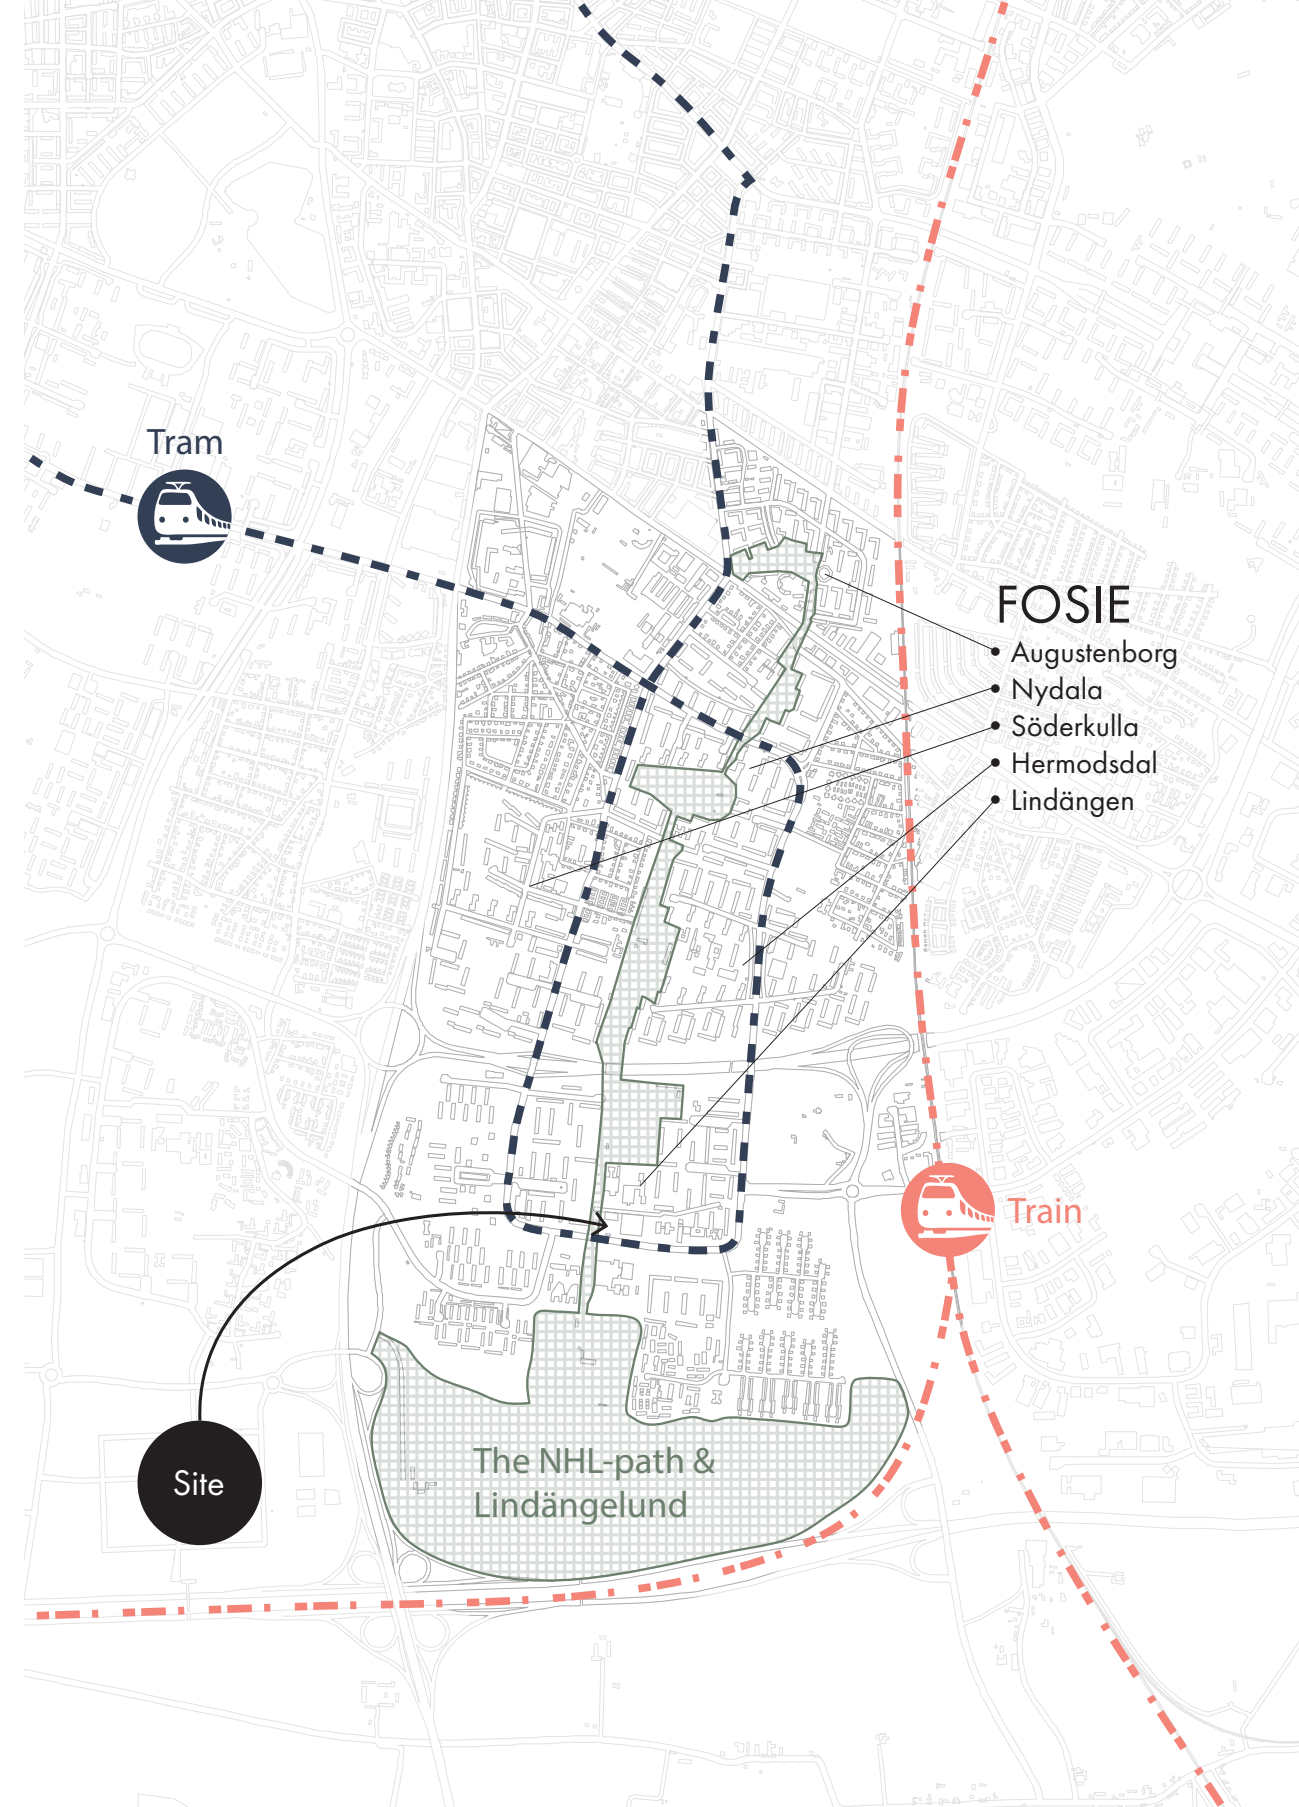 Tram
FOSIE
Augustenborg
Nydala
Söderkulla
Hermodsdal
Lindängen
Train
The NHL-path &
Lindängelund
Site